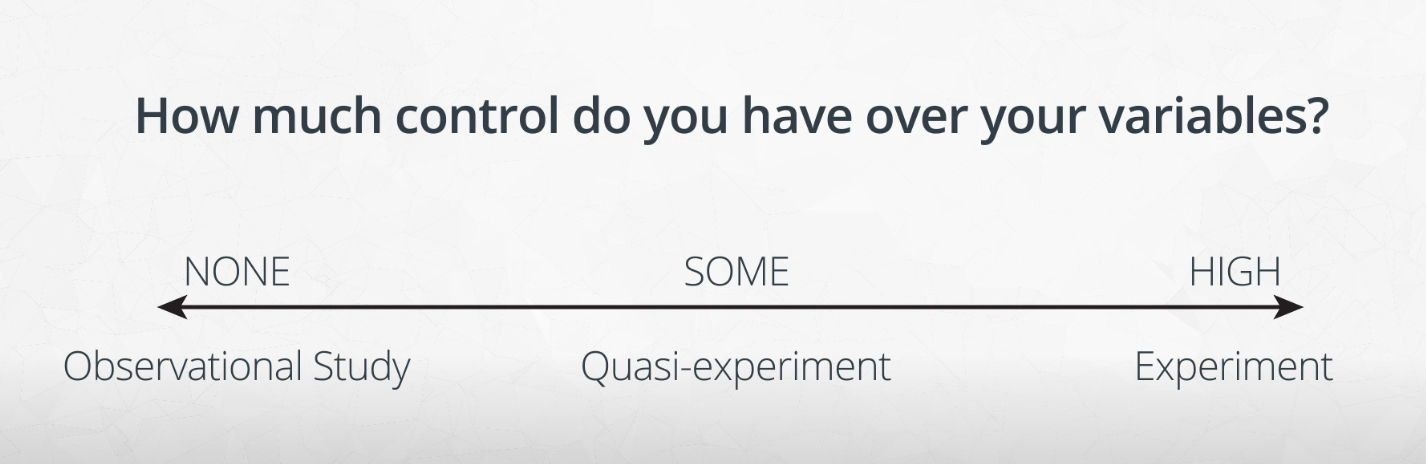 How much control do you have over your variables?
NONE SOME HIGH
Observational Study Quasi-experiment Experiment